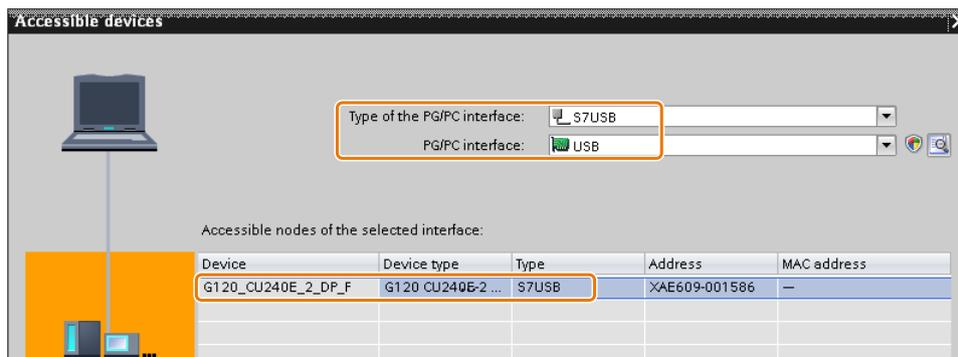 Accessible devices
Type of the PG/PC interface: S7USB
PG/PC interface: USB
Accessible nodes of the selected interface:
Device Device type Type Address MAC address
G120_CU240E_2_DP_F G120 CU240E-2 ... S7USB XAE609-001586 —